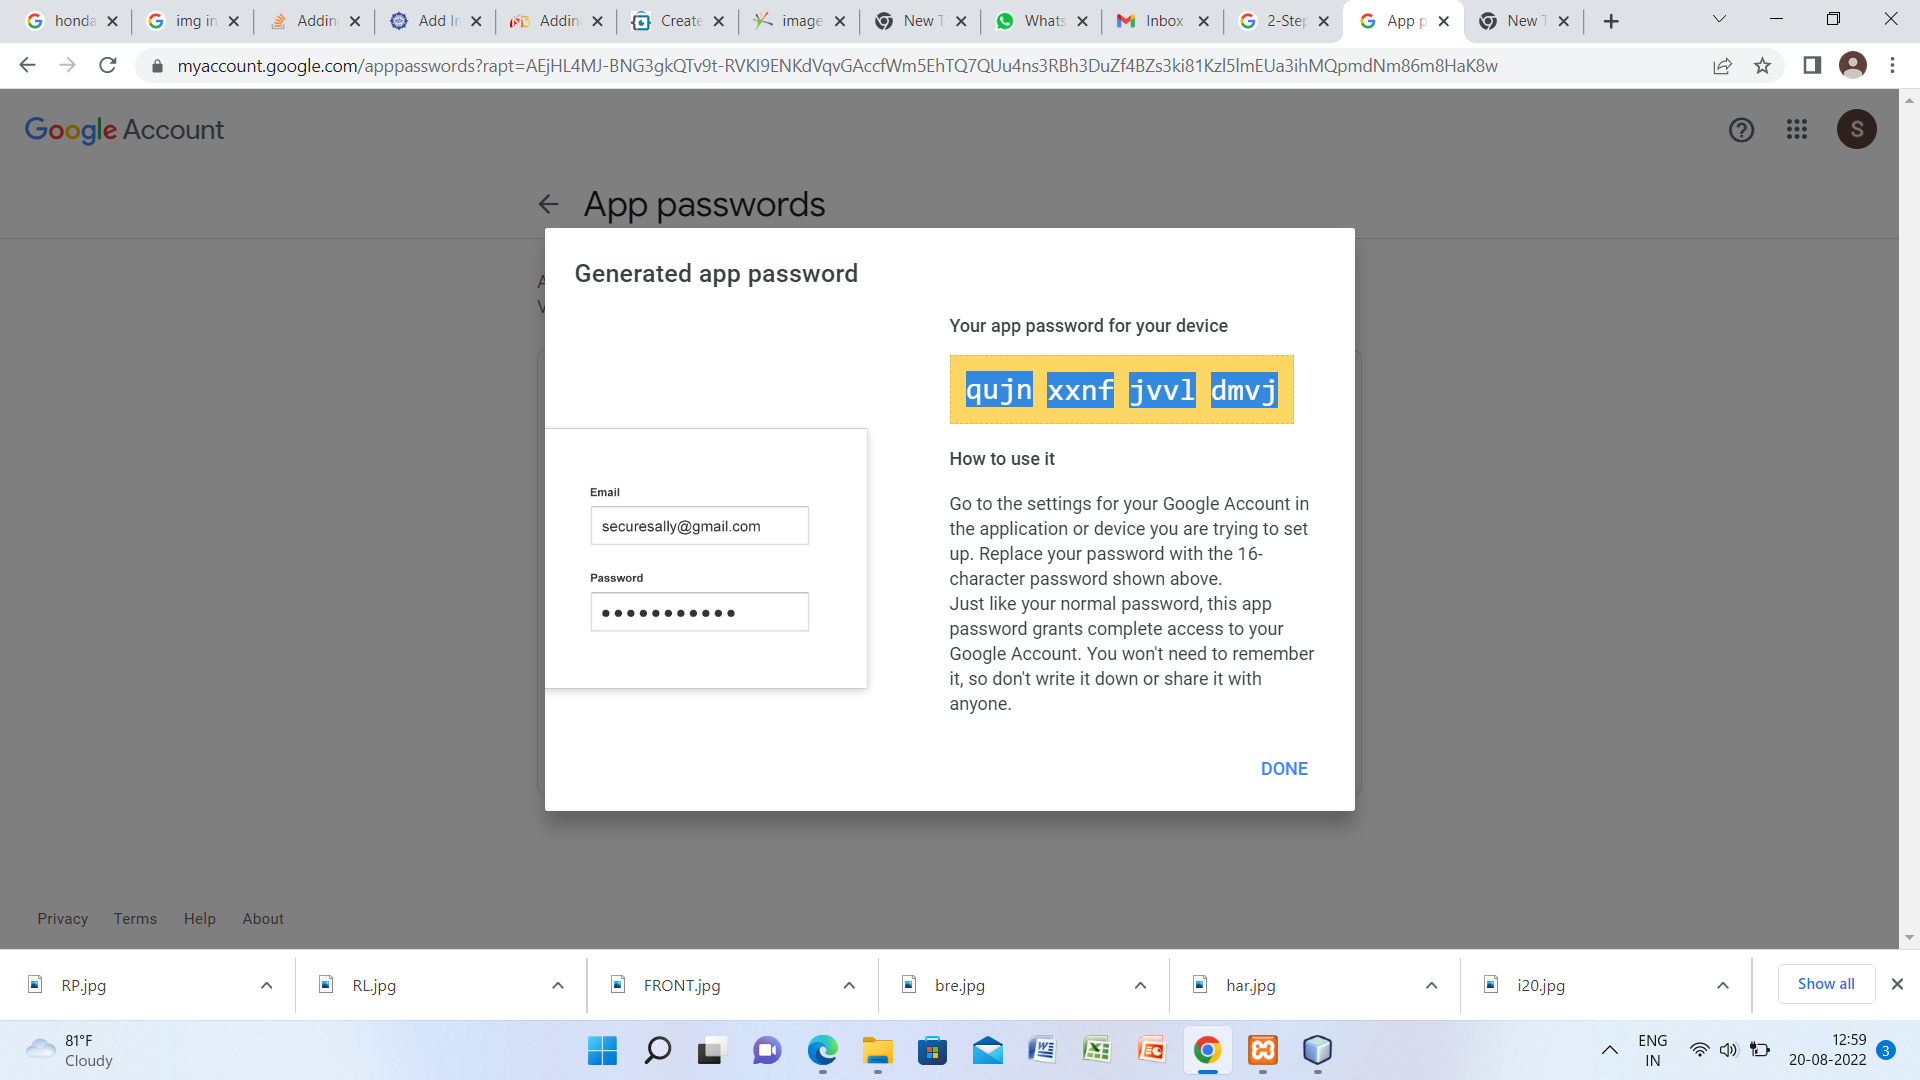 honda
img in
Addin
Add In
Addin
Create
image
New T
Whats
Inbox
2-Step
App p
New T
myaccount.google.com/apppasswords?rapt=AEjHL4MJ-BNG3gkQTv9t-RVKI9ENKdVqvGAccfWm5EhTQ7QUu4ns3RBh3DuZf4BZs3ki81Kzl5lmEUa3ihMQpmdNm86m8HaK8w
Google Account
S
App passwords
Generated app password
Your app password for your device
qujn xxnf jvvl dmvj
How to use it
Go to the settings for your Google Account in
the application or device you are trying to set
up. Replace your password with the 16-
character password shown above.
Just like your normal password, this app
password grants complete access to your
Google Account. You won't need to remember
it, so don't write it down or share it with
anyone.
Email
securesally@gmail.com
Password
DONE
Privacy Terms Help About
RP.jpg
RL.jpg
FRONT.jpg
bre.jpg
har.jpg
i20.jpg
Show all
81°F
Cloudy
ENG
IN
12:59
20-08-2022
3